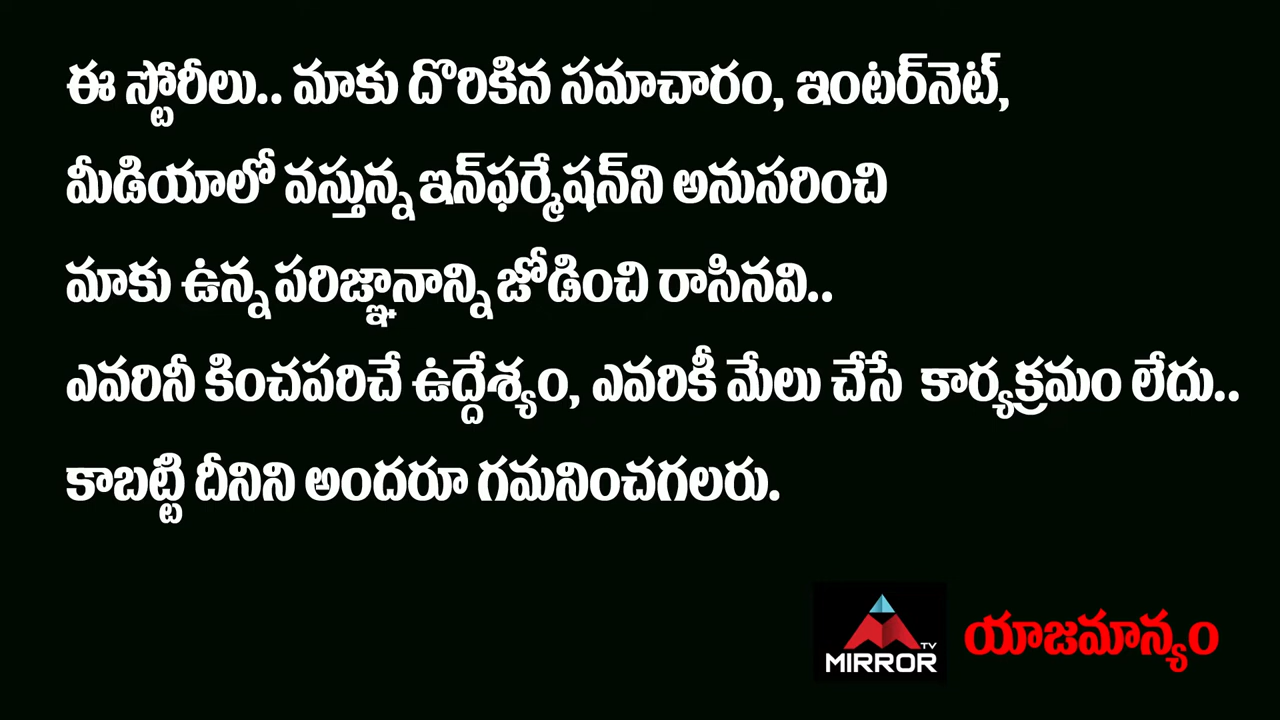 ఈ స్టోరీలు.. మాకు దొరికిన సమాచారం, ఇంటర్‌నెట్,
మీడియాలో వస్తున్న ఇన్‌ఫర్మేషన్‌ని అనుసరించి
మాకు ఉన్న పరిజ్ఞానాన్ని జోడించి రాసినవి..
ఎవరినీ కించపరిచే ఉద్దేశ్యం, ఎవరికీ మేలు చేసే కార్యక్రమం లేదు..
కాబట్టి దీనిని అందరూ గమనించగలరు.
TV
MIRROR
యాజమాన్యం